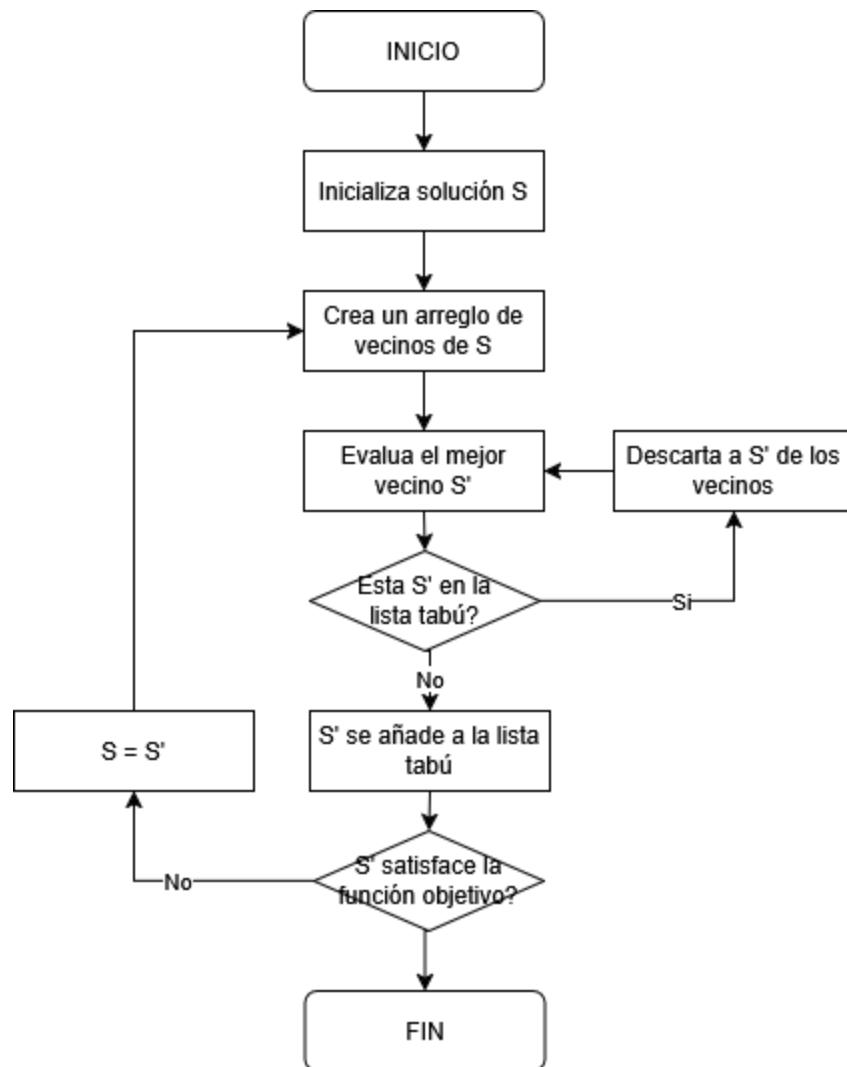 INICIO
Inicializa solución S
Crea un arreglo de
vecinos de S
Evalua el mejor
vecino S'
Descarta a S' de los
vecinos
Esta S' en la
lista tabú?
Si
No
S' se añade a la lista
tabú
S = S'
S' satisface la
función objetivo?
No
FIN